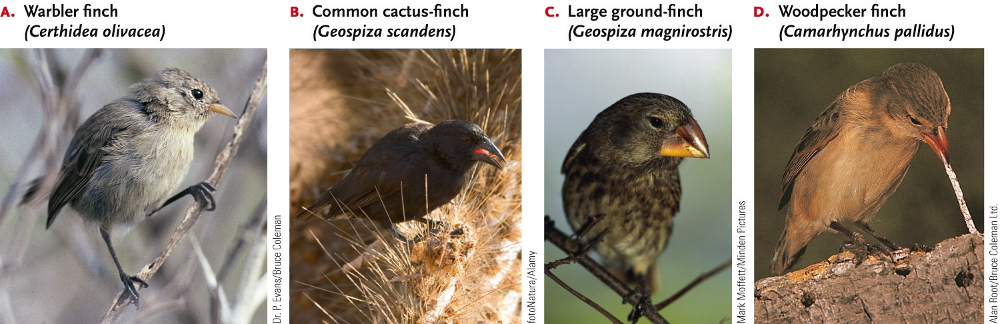 A. Warbler finch
(Certhidea olivacea)
Dr. P. Evans/Bruce Coleman
B. Common cactus-finch
(Geospiza scandens)
fotoNatura/Alamy
C. Large ground-finch
(Geospiza magnirostris)
Mark Moffett/Minden Pictures
D. Woodpecker finch
(Camarhynchus pallidus)
Alan Root/Bruce Coleman Ltd.